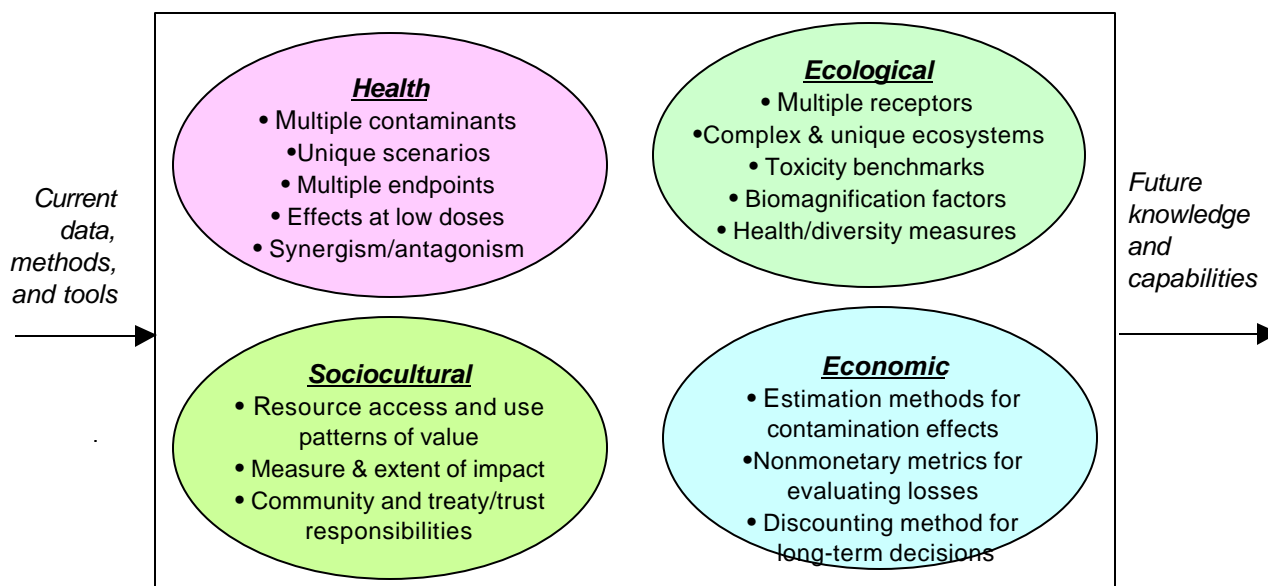 Current
data,
methods,
and tools
Health
• Multiple contaminants
•Unique scenarios
• Multiple endpoints
• Effects at low doses
• Synergism/antagonism
Ecological
• Multiple receptors
•Complex & unique ecosystems
• Toxicity benchmarks
• Biomagnification factors
• Health/diversity measures
Sociocultural
• Resource access and use
patterns of value
• Measure & extent of impact
• Community and treaty/trust
responsibilities
Economic
• Estimation methods for
contamination effects
•Nonmonetary metrics for
evaluating losses
• Discounting method for
long-term decisions
Future
knowledge
and
capabilities